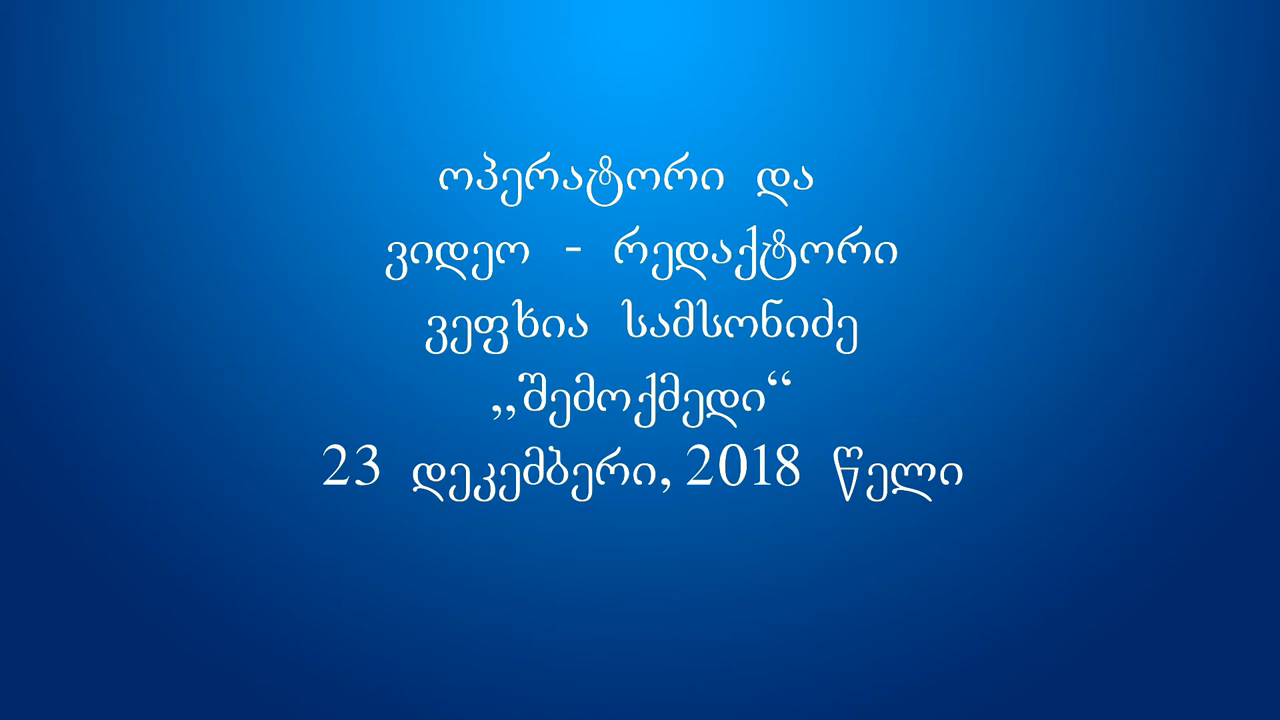 ოპერატორი და
ვიდეო - რედაქტორი
ვეფხია სამსონიძე
,,შემოქმედი“
23 დეკემბერი, 2018 წელი